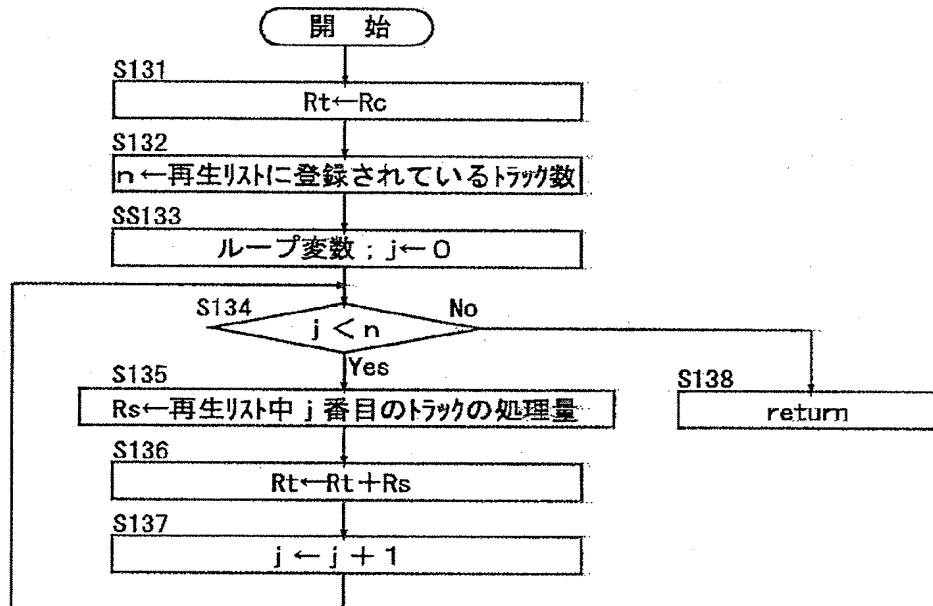 開 始
S131
Rt←Rc
S132
n←再生リストに登録されているトラック数
SS133
ループ変数；j←0
S134
j＜n
No
Yes
S135
Rs←再生リスト中j番目のトラックの処理量
S138
return
S136
Rt←Rt＋Rs
S137
j←j＋1